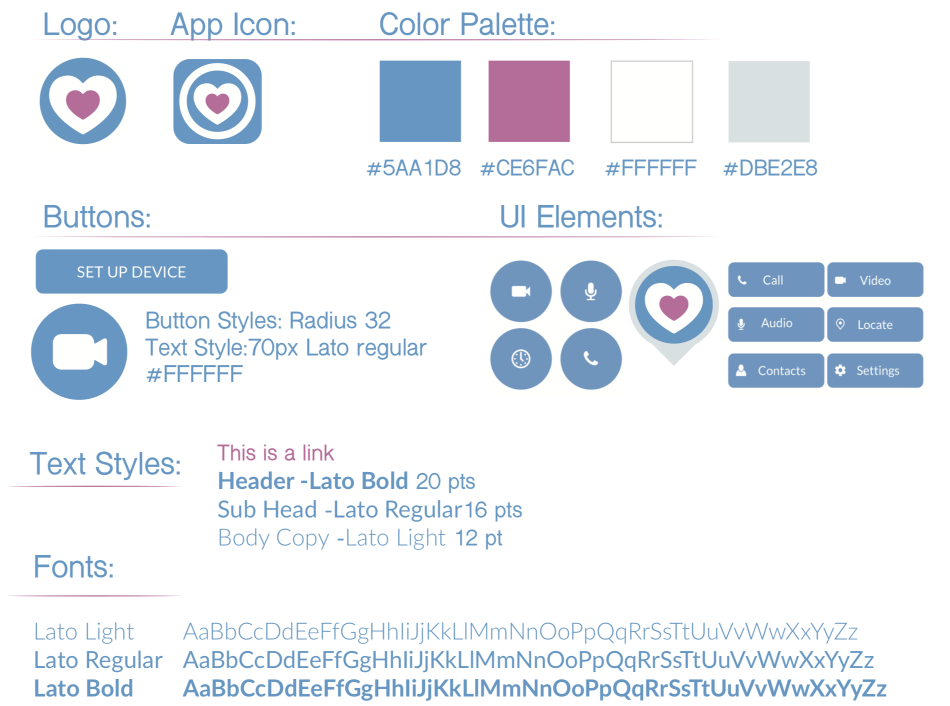 Logo:
App Icon:
Color Palette:
#5AA1D8
#CE6FAC
#FFFFFF
#DBE2E8
Buttons:
SET UP DEVICE
Button Styles: Radius 32
Text Style:70px Lato regular
#FFFFFF
UI Elements:
Call
Video
Audio
Locate
Contacts
Settings
Text Styles:
This is a link
Header -Lato Bold 20 pts
Sub Head -Lato Regular16 pts
Body Copy -Lato Light 12 pt
Fonts:
Lato Light AaBbCcDdEeFfGgHhIiJjKkLlMmNnOoPpQqRrSsTtUuVvWwXxYyZz
Lato Regular AaBbCcDdEeFfGgHhIiJjKkLlMmNnOoPpQqRrSsTtUuVvWwXxYyZz
Lato Bold AaBbCcDdEeFfGgHhIiJjKkLlMmNnOoPpQqRrSsTtUuVvWwXxYyZz